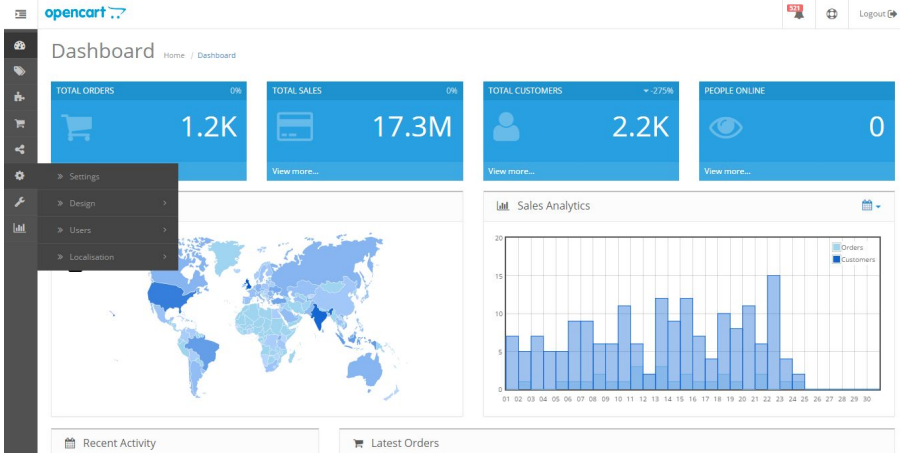 opencart
521
Logout
Dashboard
Home / Dashboard
TOTAL ORDERS 0%
1.2K
TOTAL SALES 0%
17.3M
View more...
TOTAL CUSTOMERS -275%
2.2K
View more...
PEOPLE ONLINE
0
View more...
» Settings
» Design >
» Users >
» Localisation >
Sales Analytics
Orders
Customers
20
15
10
5
0
01 02 03 04 05 06 07 08 09 10 11 12 13 14 15 16 17 18 19 20 21 22 23 24 25 26 27 28 29 30
Recent Activity
Latest Orders